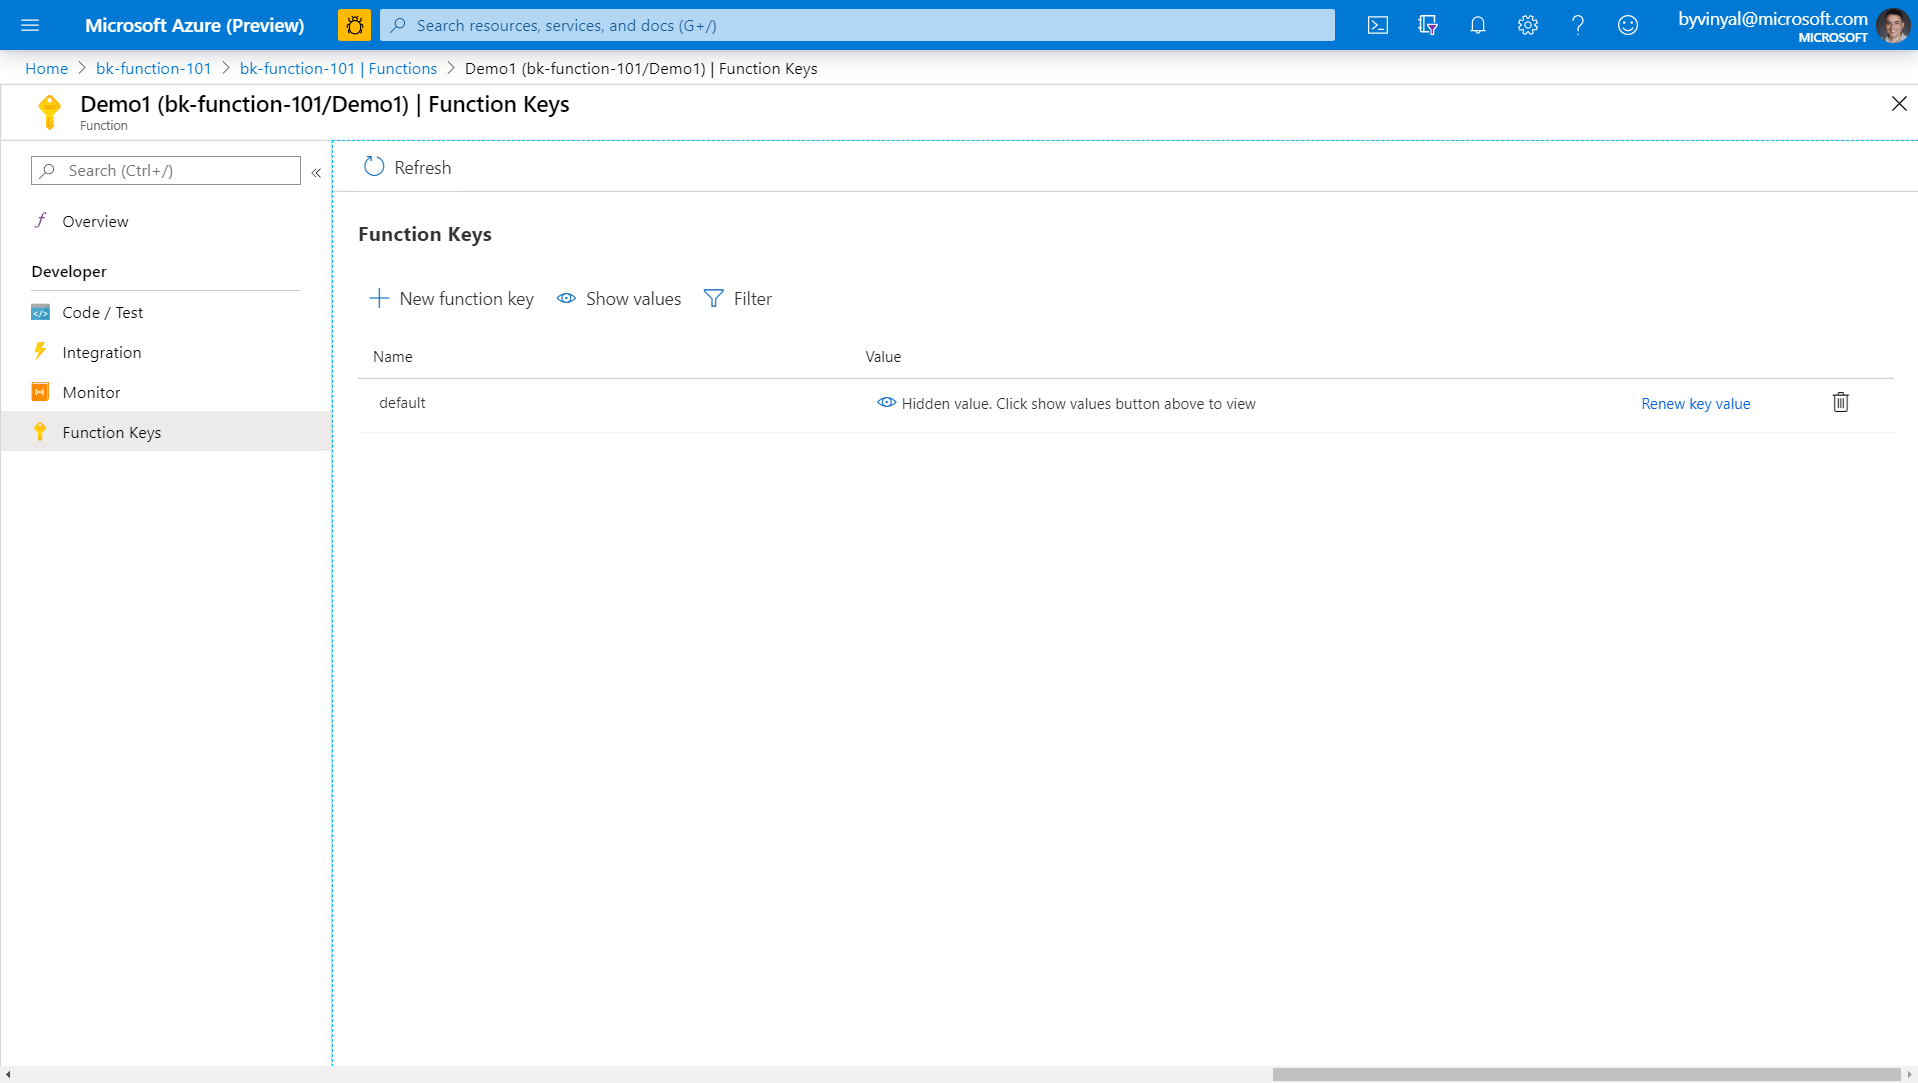 Microsoft Azure (Preview)
Search resources, services, and docs (G+/)
byvinyal@microsoft.com
MICROSOFT
Home > bk-function-101 > bk-function-101 | Functions > Demo1 (bk-function-101/Demo1) | Function Keys
Demo1 (bk-function-101/Demo1) | Function Keys
Function
Search (Ctrl+/)
«
Overview
Developer
Code / Test
Integration
Monitor
Function Keys
Refresh
Function Keys
New function key
Show values
Filter
Name
Value
default
Hidden value. Click show values button above to view
Renew key value